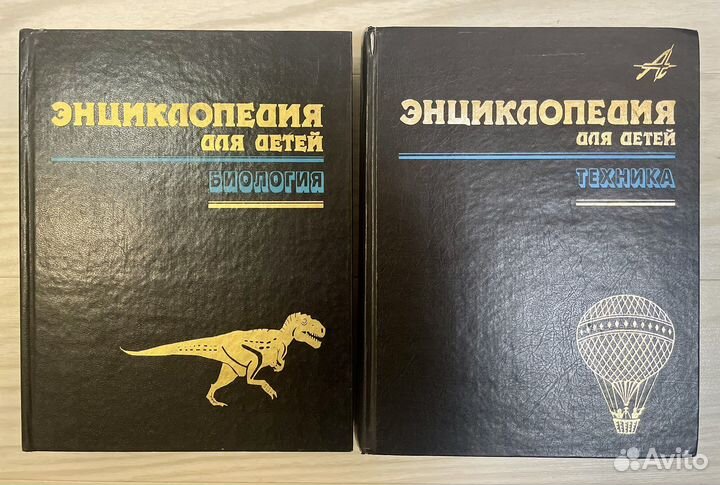 ЭНЦИКЛОПЕДИЯ
ДЛЯ ДЕТЕЙ
БИОЛОГИЯ
ЭНЦИКЛОПЕДИЯ
ДЛЯ ДЕТЕЙ
ТЕХНИКА
Avito